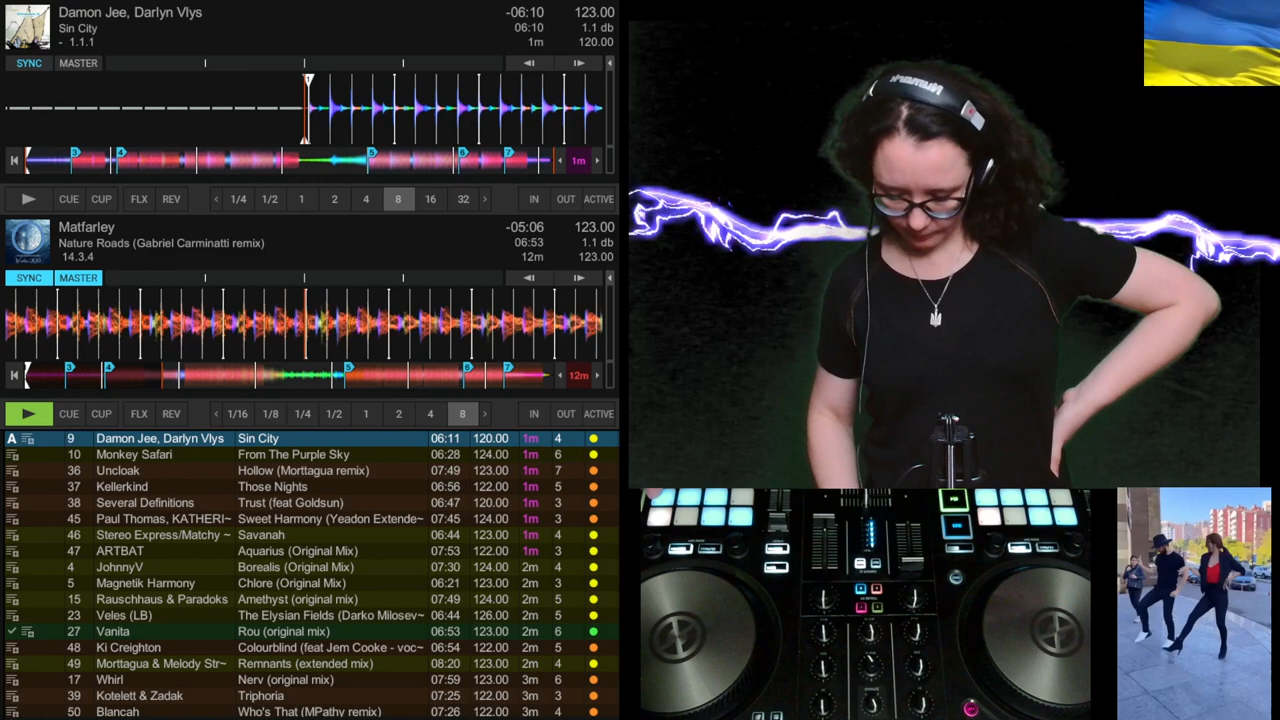 Damon Jee, Darlyn Vlys -06:10 123.00
Sin City 06:10 1.1 db
- 1.1.1 1m 120.00
SYNC MASTER
1
3 4 5 6 7 1m
CUE CUP FLX REV 1/4 1/2 1 2 4 8 16 32 IN OUT ACTIVE
Matfarley -05:06 123.00
Nature Roads (Gabriel Carminatti remix) 06:53 1.1 db
14.3.4 12m 123.00
SYNC MASTER
3 4 5 6 7 12m
CUE CUP FLX REV 1/16 1/8 1/4 1/2 1 2 4 8 IN OUT ACTIVE
A 9 Damon Jee, Darlyn Vlys Sin City 06:11 120.00 1m 4
10 Monkey Safari From The Purple Sky 06:28 124.00 1m 6
36 Uncloak Hollow (Morttagua remix) 07:49 123.00 1m 7
37 Kellerkind Those Nights 06:56 122.00 1m 5
38 Several Definitions Trust (feat Goldsun) 06:47 120.00 1m 3
45 Paul Thomas, KATHERI~ Sweet Harmony (Yeadon Extende~ 07:45 124.00 1m 3
46 Stereo Express/Matchy ~ Savanah 06:44 123.00 1m 4
47 ARTBAT Aquarius (Original Mix) 07:53 122.00 1m 3
4 JohnnyV Borealis (Original Mix) 07:30 124.00 2m 4
5 Magnetik Harmony Chlore (Original Mix) 06:21 123.00 2m 3
15 Rauschhaus & Paradoks Amethyst (original mix) 07:49 123.00 2m 4
23 Veles (LB) The Elysian Fields (Darko Milosev~ 06:44 126.00 2m 5
27 Vanita Rou (original mix) 06:53 123.00 2m 6
48 Ki Creighton Colourblind (feat Jem Cooke - voc~ 06:54 122.00 2m 5
49 Morttagua & Melody Str~ Remnants (extended mix) 08:20 123.00 2m 4
17 Whirl Nerv (original mix) 07:59 123.00 3m 6
39 Kotelett & Zadak Triphoria 07:25 122.00 3m 3
50 Blancah Who's That (MPathy remix) 07:26 122.00 3m 4